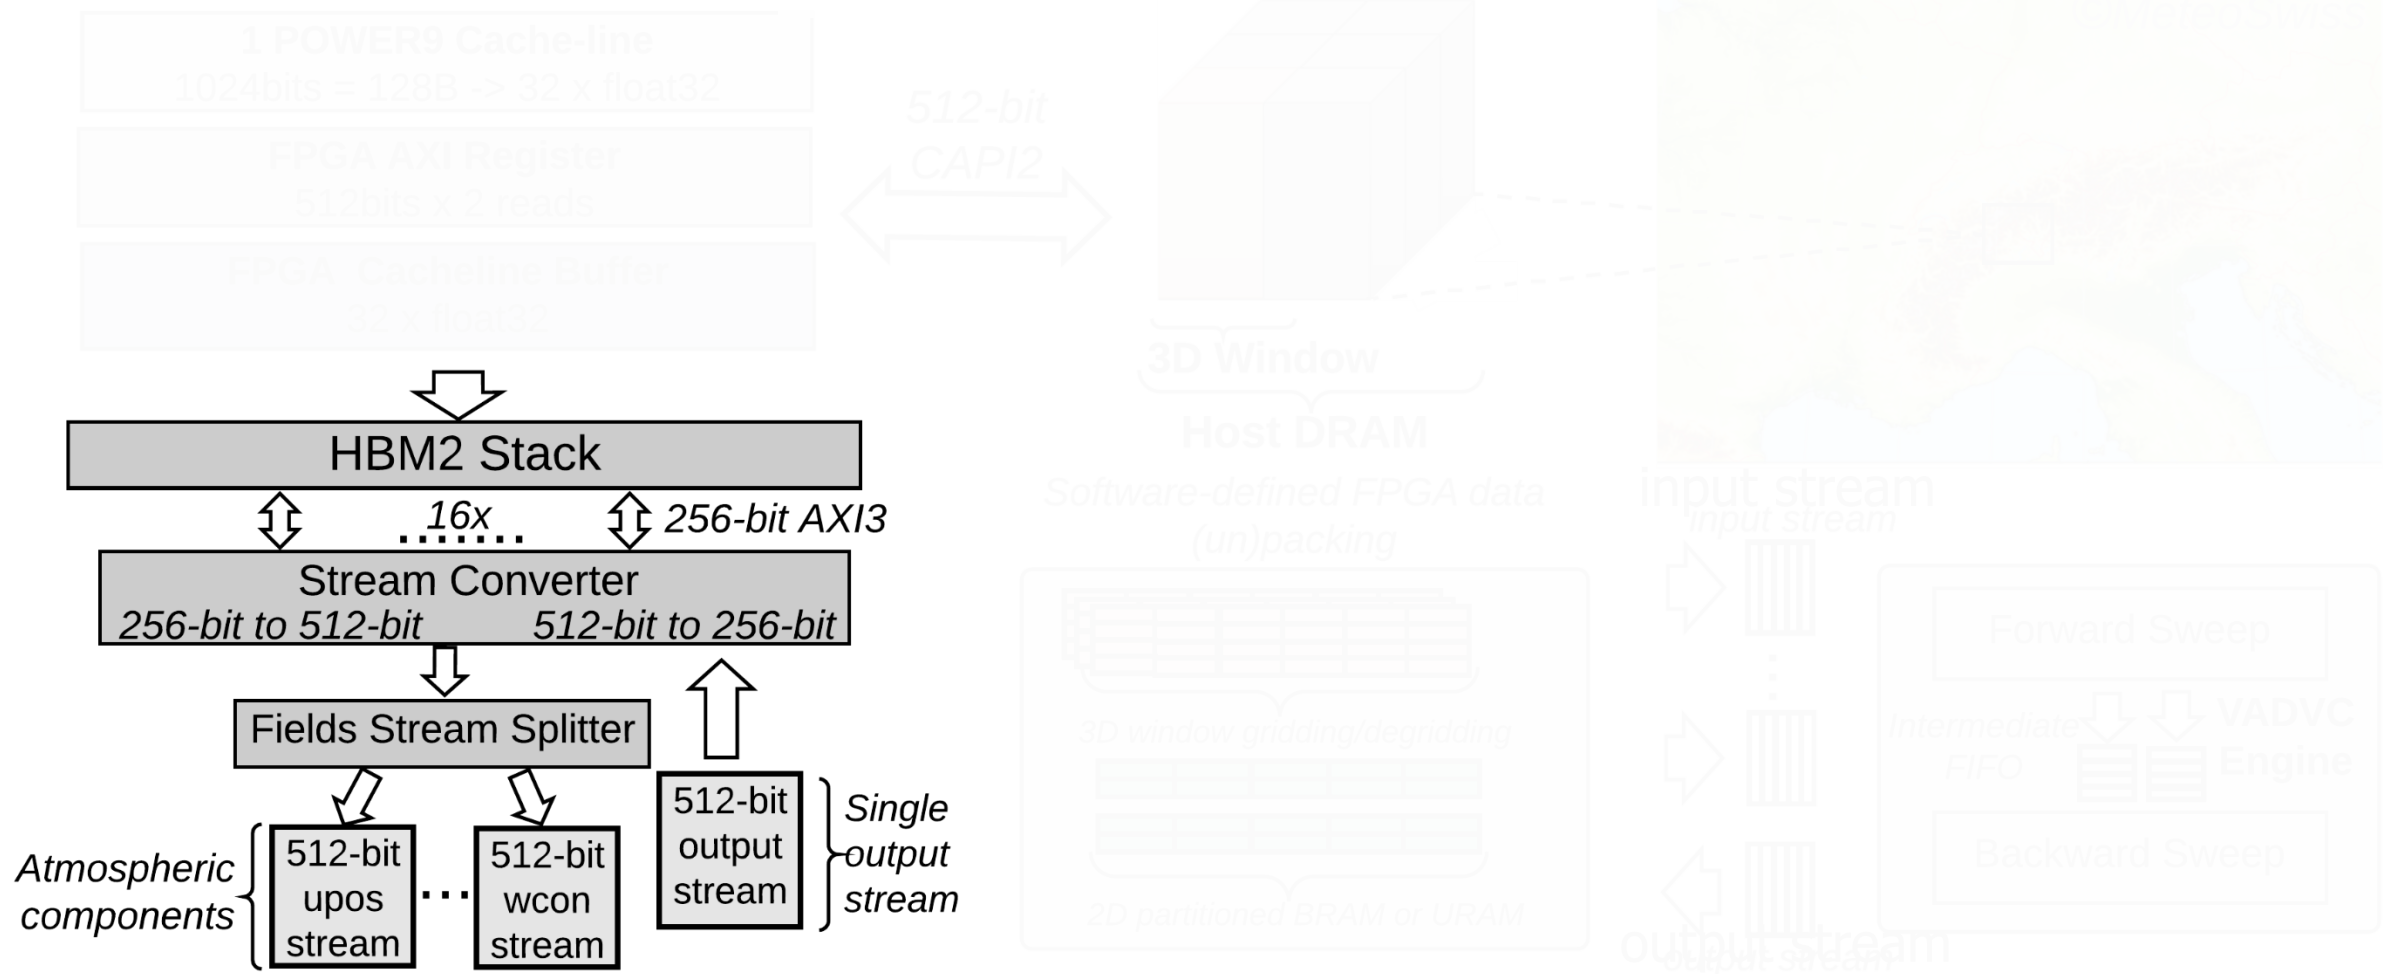 1 POWER9 Cache-line
1024bits = 128B -> 32 x float32
FPGA AXI Register
512bits x 2 reads
FPGA Cacheline Buffer
32 x float32
512-bit
CAPI2
3D Window
Host DRAM
Software-defined FPGA data
(un)packing
HBM2 Stack
16x
256-bit AXI3
Stream Converter
256-bit to 512-bit
512-bit to 256-bit
Fields Stream Splitter
Atmospheric
components
512-bit
upos
stream
...
512-bit
wcon
stream
512-bit
output
stream
Single
output
stream
3D window gridding/degridding
2D partitioned BRAM or URAM
input stream
input stream
Forward Sweep
Intermediate
FIFO
VADVC
Engine
Backward Sweep
output stream
output stream